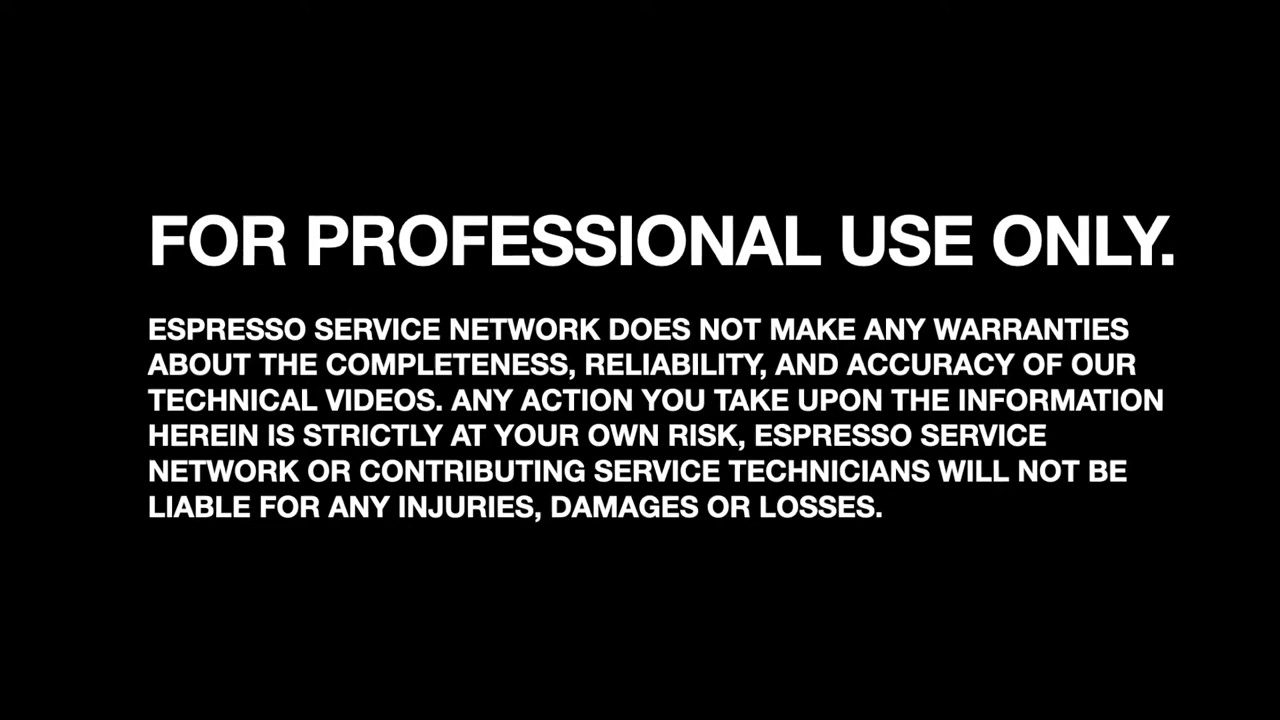 FOR PROFESSIONAL USE ONLY.
ESPRESSO SERVICE NETWORK DOES NOT MAKE ANY WARRANTIES
ABOUT THE COMPLETENESS, RELIABILITY, AND ACCURACY OF OUR
TECHNICAL VIDEOS. ANY ACTION YOU TAKE UPON THE INFORMATION
HEREIN IS STRICTLY AT YOUR OWN RISK, ESPRESSO SERVICE
NETWORK OR CONTRIBUTING SERVICE TECHNICIANS WILL NOT BE
LIABLE FOR ANY INJURIES, DAMAGES OR LOSSES.